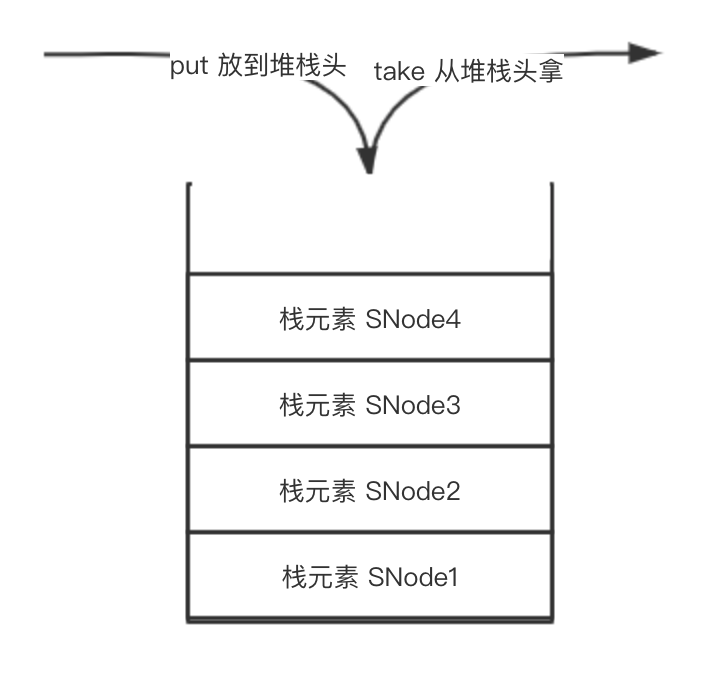 put 放到堆栈头
take 从堆栈头拿
栈元素 SNode4
栈元素 SNode3
栈元素 SNode2
栈元素 SNode1